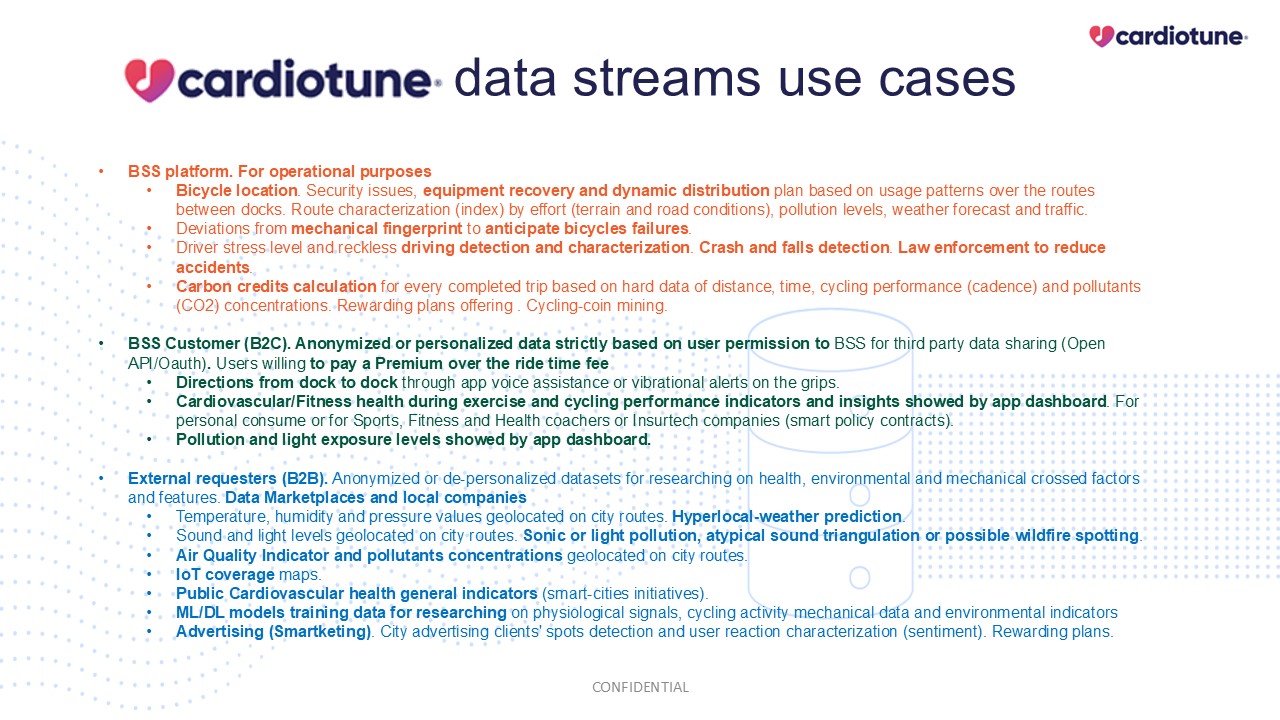 cardiotune®
cardiotune® data streams use cases
• BSS platform. For operational purposes
• Bicycle location. Security issues, equipment recovery and dynamic distribution plan based on usage patterns over the routes
between docks. Route characterization (index) by effort (terrain and road conditions), pollution levels, weather forecast and traffic.
• Deviations from mechanical fingerprint to anticipate bicycles failures.
• Driver stress level and reckless driving detection and characterization. Crash and falls detection. Law enforcement to reduce
accidents.
• Carbon credits calculation for every completed trip based on hard data of distance, time, cycling performance (cadence) and pollutants
(CO2) concentrations. Rewarding plans offering . Cycling-coin mining.
• BSS Customer (B2C). Anonymized or personalized data strictly based on user permission to BSS for third party data sharing (Open
API/Oauth). Users willing to pay a Premium over the ride time fee
• Directions from dock to dock through app voice assistance or vibrational alerts on the grips.
• Cardiovascular/Fitness health during exercise and cycling performance indicators and insights showed by app dashboard. For
personal consume or for Sports, Fitness and Health coachers or Insurtech companies (smart policy contracts).
• Pollution and light exposure levels showed by app dashboard.
• External requesters (B2B). Anonymized or de-personalized datasets for researching on health, environmental and mechanical crossed factors
and features. Data Marketplaces and local companies
• Temperature, humidity and pressure values geolocated on city routes. Hyperlocal-weather prediction.
• Sound and light levels geolocated on city routes. Sonic or light pollution, atypical sound triangulation or possible wildfire spotting.
• Air Quality Indicator and pollutants concentrations geolocated on city routes.
• IoT coverage maps.
• Public Cardiovascular health general indicators (smart-cities initiatives).
• ML/DL models training data for researching on physiological signals, cycling activity mechanical data and environmental indicators
• Advertising (Smartketing). City advertising clients' spots detection and user reaction characterization (sentiment). Rewarding plans.
CONFIDENTIAL